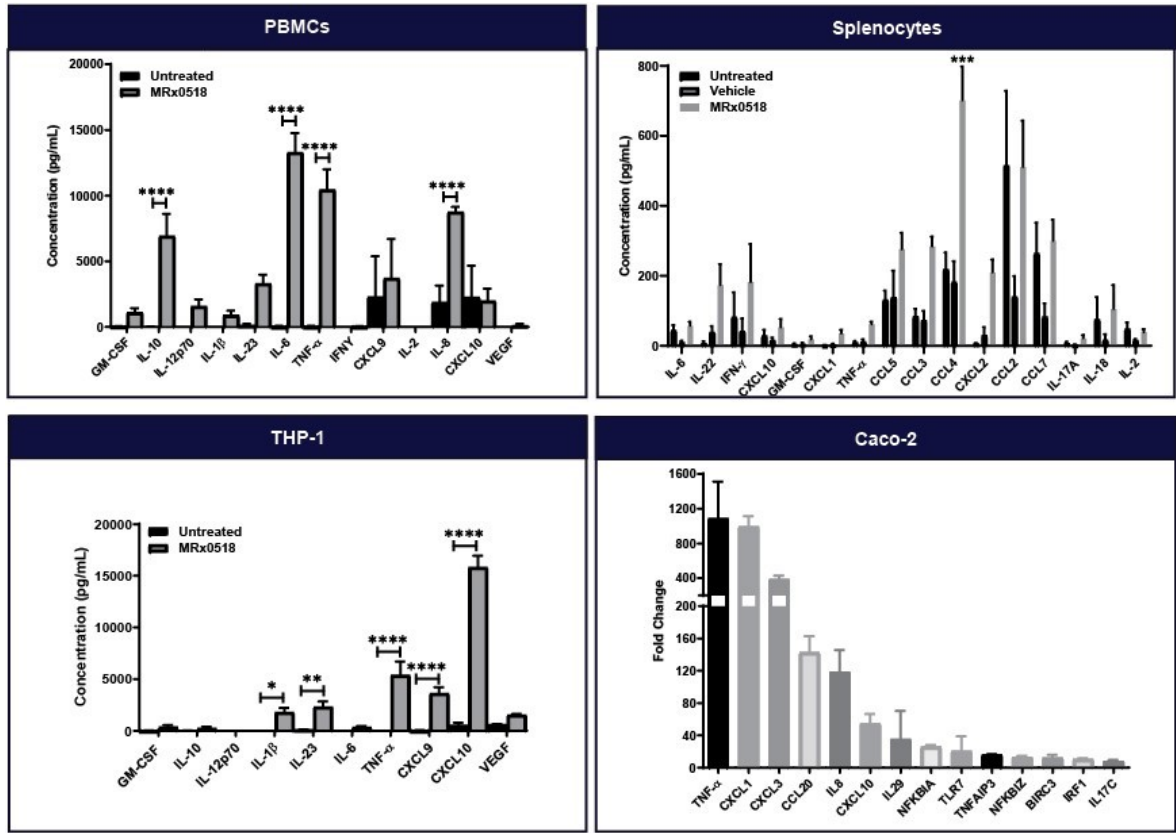 PBMCs
Concentration (pg/mL)
20000
15000
10000
5000
0
Untreated
MRx0518
****
****
****
****
GM-CSF
IL-10
IL-12p70
IL-1β
IL-23
IL-6
TNF-α
IFNY
CXCL9
IL-2
IL-8
CXCL10
VEGF
Splenocytes
Concentration (pg/mL)
800
600
400
200
0
Untreated
Vehicle
MRx0518
***
IL-6
IL-22
IFN-γ
CXCL10
GM-CSF
CXCL1
TNF-α
CCL5
CCL3
CCL4
CXCL2
CCL2
CCL7
IL-17A
IL-18
IL-2
THP-1
Concentration (pg/mL)
20000
15000
10000
5000
0
Untreated
MRx0518
*
**
****
****
****
GM-CSF
IL-10
IL-12p70
IL-1β
IL-23
IL-6
TNF-α
CXCL9
CXCL10
VEGF
Caco-2
Fold Change
1600
1200
800
400
200
160
120
80
40
0
TNF-α
CXCL1
CXCL3
CCL20
IL8
CXCL10
IL29
NFKBIA
TLR7
TNFAIP3
NFKBIZ
BIRC3
IRF1
IL17C